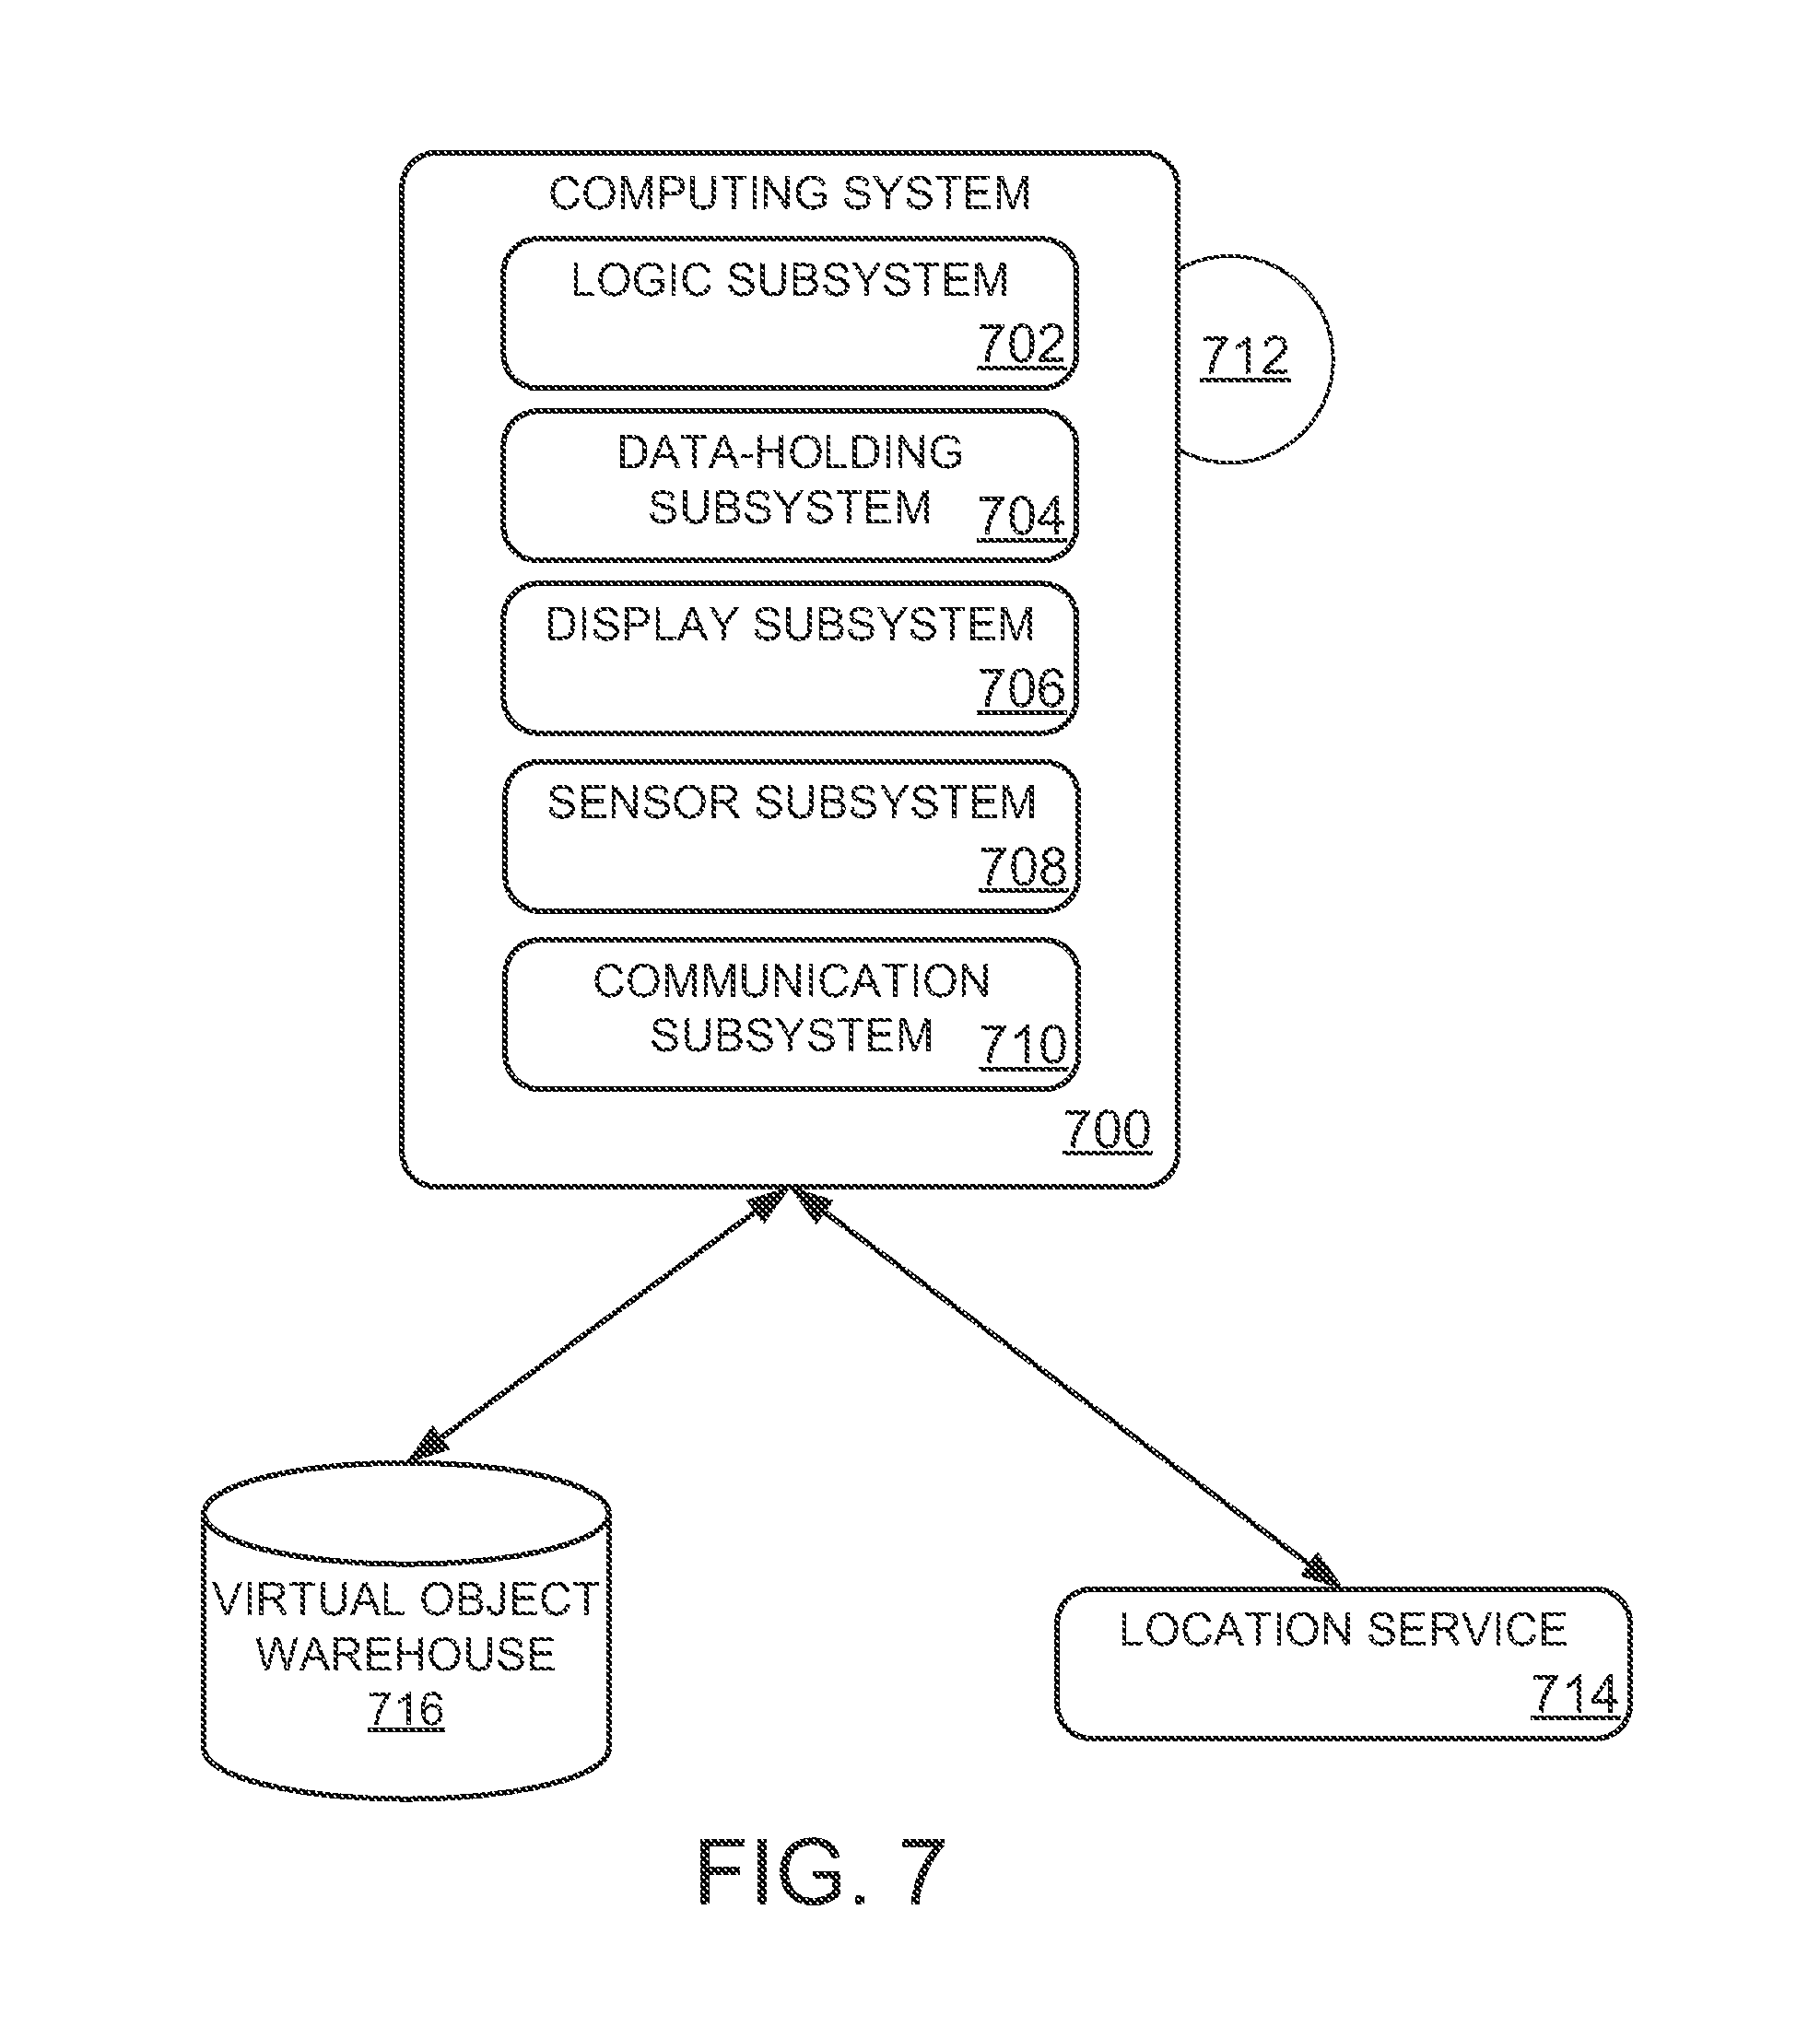 COMPUTING SYSTEM
LOGIC SUBSYSTEM
702
712
DATA-HOLDING
SUBSYSTEM
704
DISPLAY SUBSYSTEM
706
SENSOR SUBSYSTEM
708
COMMUNICATION
SUBSYSTEM
710
700
VIRTUAL OBJECT
WAREHOUSE
716
LOCATION SERVICE
714
FIG. 7